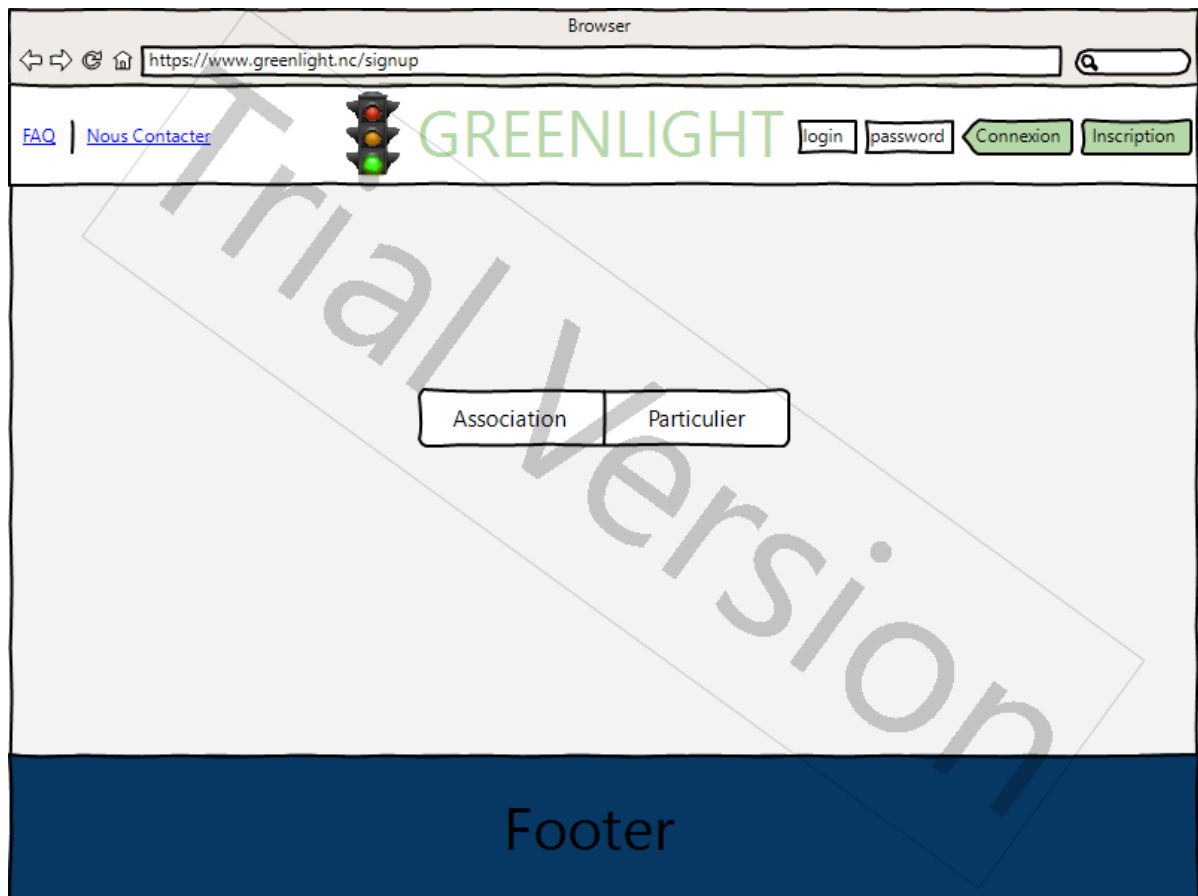 Browser
https://www.greenlight.nc/signup
FAQ Nous Contacter GREENLIGHT login password Connexion Inscription
Association Particulier
Trial Version
Footer